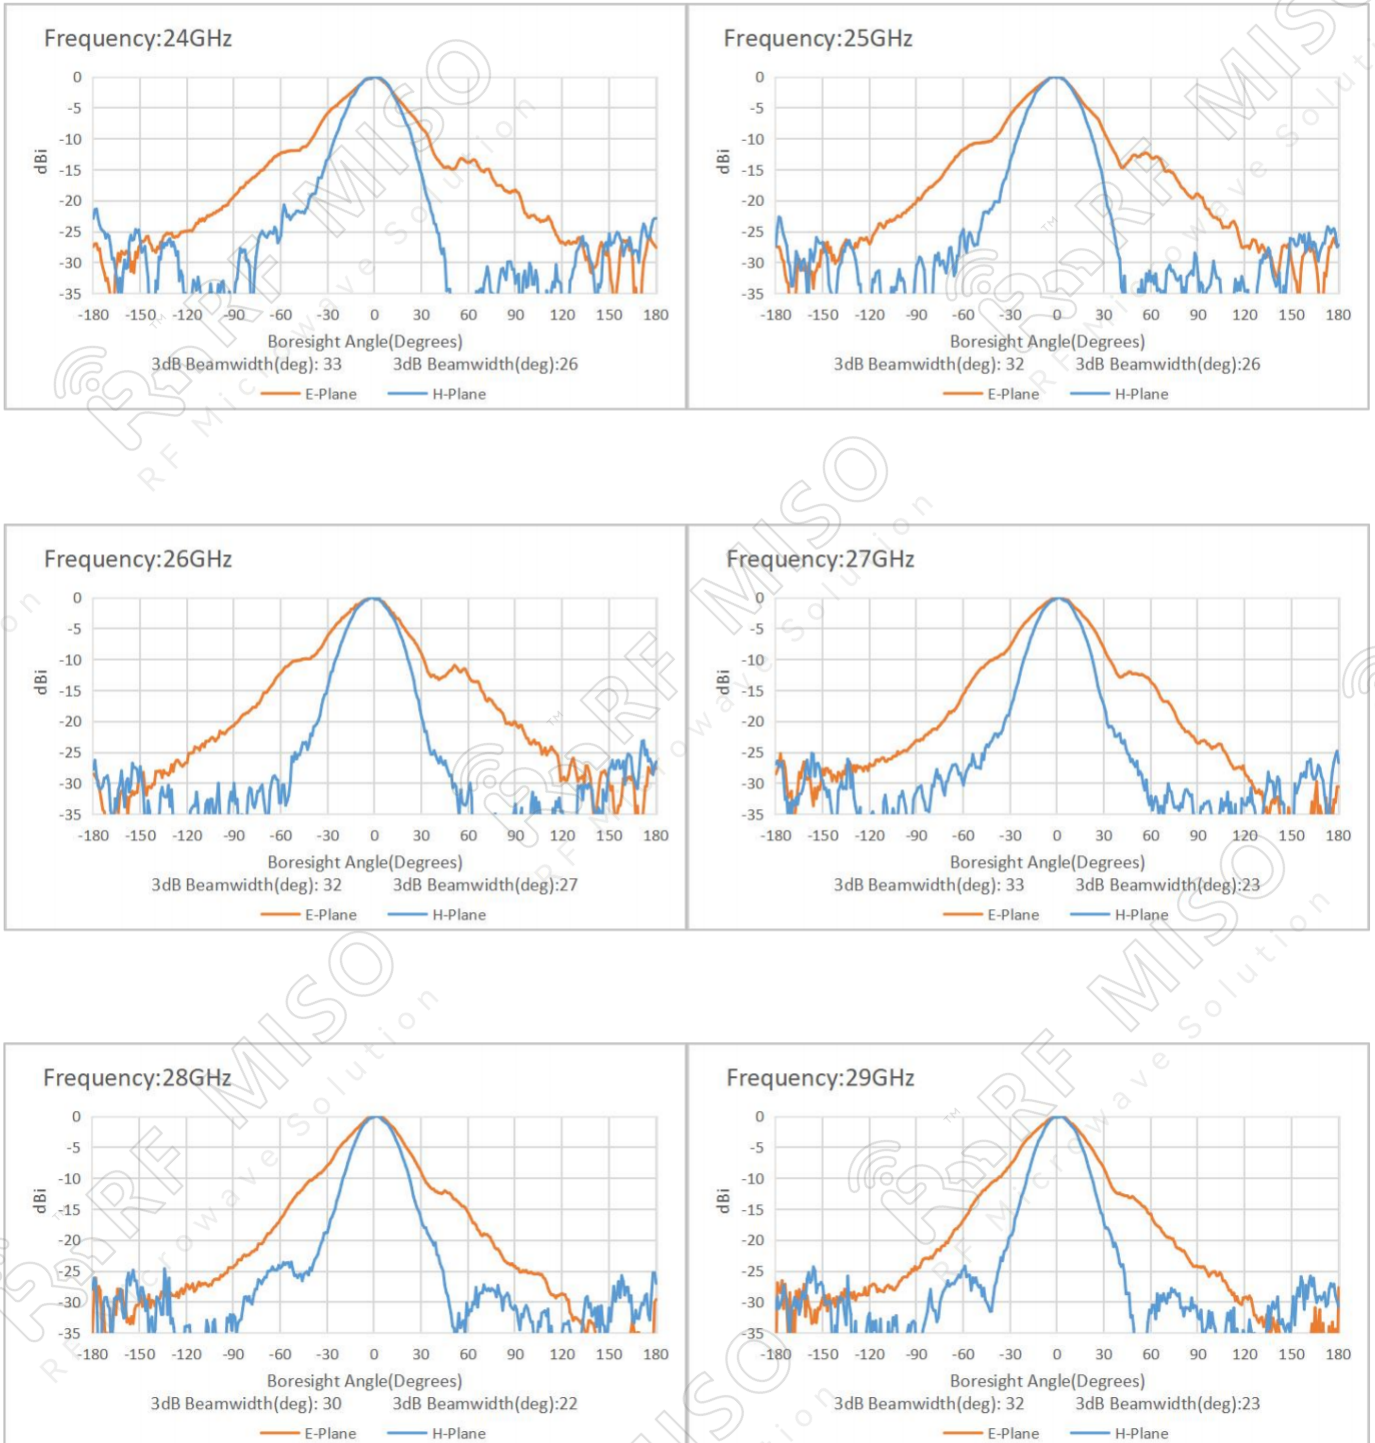 Frequency:24GHz
0
-5
-10
-15
-20
-25
-30
-35
dBi
-180 -150 -120 -90 -60 -30 0 30 60 90 120 150 180
Boresight Angle(Degrees)
3dB Beamwidth(deg): 33 3dB Beamwidth(deg):26
E-Plane H-Plane
Frequency:25GHz
0
-5
-10
-15
-20
-25
-30
-35
dBi
-180 -150 -120 -90 -60 -30 0 30 60 90 120 150 180
Boresight Angle(Degrees)
3dB Beamwidth(deg): 32 3dB Beamwidth(deg):26
E-Plane H-Plane
Frequency:26GHz
0
-5
-10
-15
-20
-25
-30
-35
dBi
-180 -150 -120 -90 -60 -30 0 30 60 90 120 150 180
Boresight Angle(Degrees)
3dB Beamwidth(deg): 32 3dB Beamwidth(deg):27
E-Plane H-Plane
Frequency:27GHz
0
-5
-10
-15
-20
-25
-30
-35
dBi
-180 -150 -120 -90 -60 -30 0 30 60 90 120 150 180
Boresight Angle(Degrees)
3dB Beamwidth(deg): 33 3dB Beamwidth(deg):23
E-Plane H-Plane
Frequency:28GHz
0
-5
-10
-15
-20
-25
-30
-35
dBi
-180 -150 -120 -90 -60 -30 0 30 60 90 120 150 180
Boresight Angle(Degrees)
3dB Beamwidth(deg): 30 3dB Beamwidth(deg):22
E-Plane H-Plane
Frequency:29GHz
0
-5
-10
-15
-20
-25
-30
-35
dBi
-180 -150 -120 -90 -60 -30 0 30 60 90 120 150 180
Boresight Angle(Degrees)
3dB Beamwidth(deg): 32 3dB Beamwidth(deg):23
E-Plane H-Plane
RF MISO
RF Microwave Solution